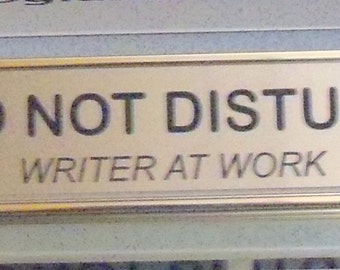 O NOT DISTU
WRITER AT WORK